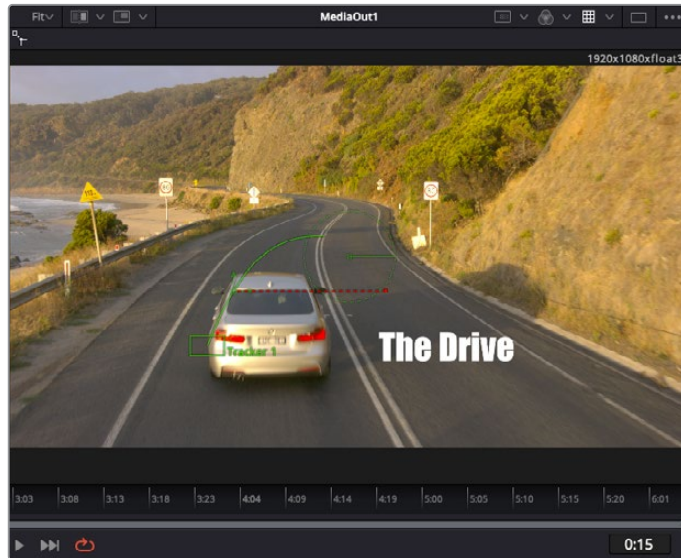 Fit MediaOut1
1920x1080xfloat3
Tracker 1
The Drive
3:03 3:08 3:13 3:18 3:23 4:04 4:09 4:14 4:19 5:00 5:05 5:10 5:15 5:20 6:01
0:15